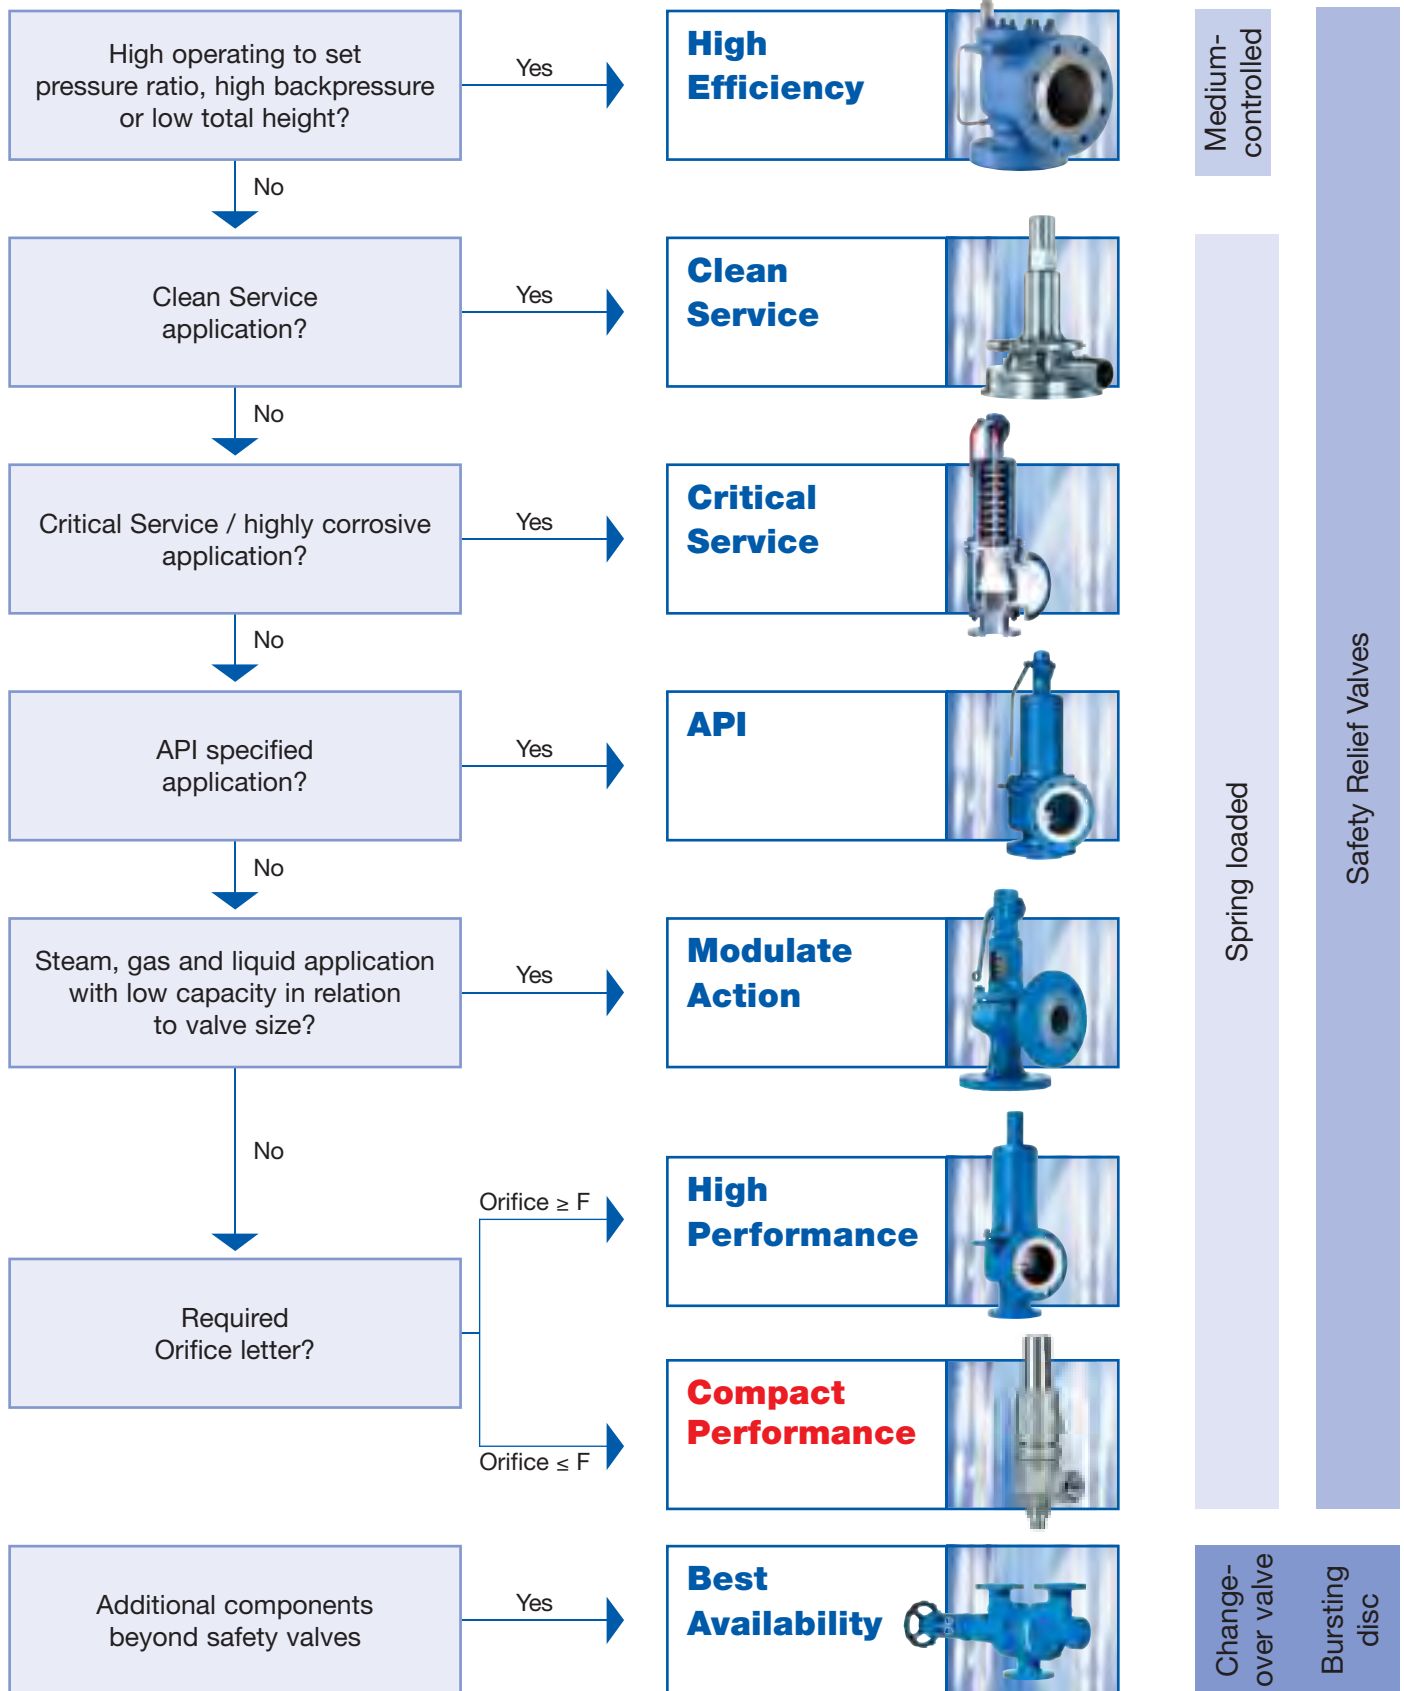 High operating to set
pressure ratio, high backpressure
or low total height?
Yes
High
Efficiency
Medium-
controlled
No
Clean Service
application?
Yes
Clean
Service
No
Critical Service / highly corrosive
application?
Yes
Critical
Service
No
API specified
application?
Yes
API
No
Steam, gas and liquid application
with low capacity in relation
to valve size?
Yes
Modulate
Action
No
Required
Orifice letter?
Orifice ≥ F
High
Performance
Orifice ≤ F
Compact
Performance
Spring loaded
Safety Relief Valves
Additional components
beyond safety valves
Yes
Best
Availability
Change-
over valve
Bursting
disc